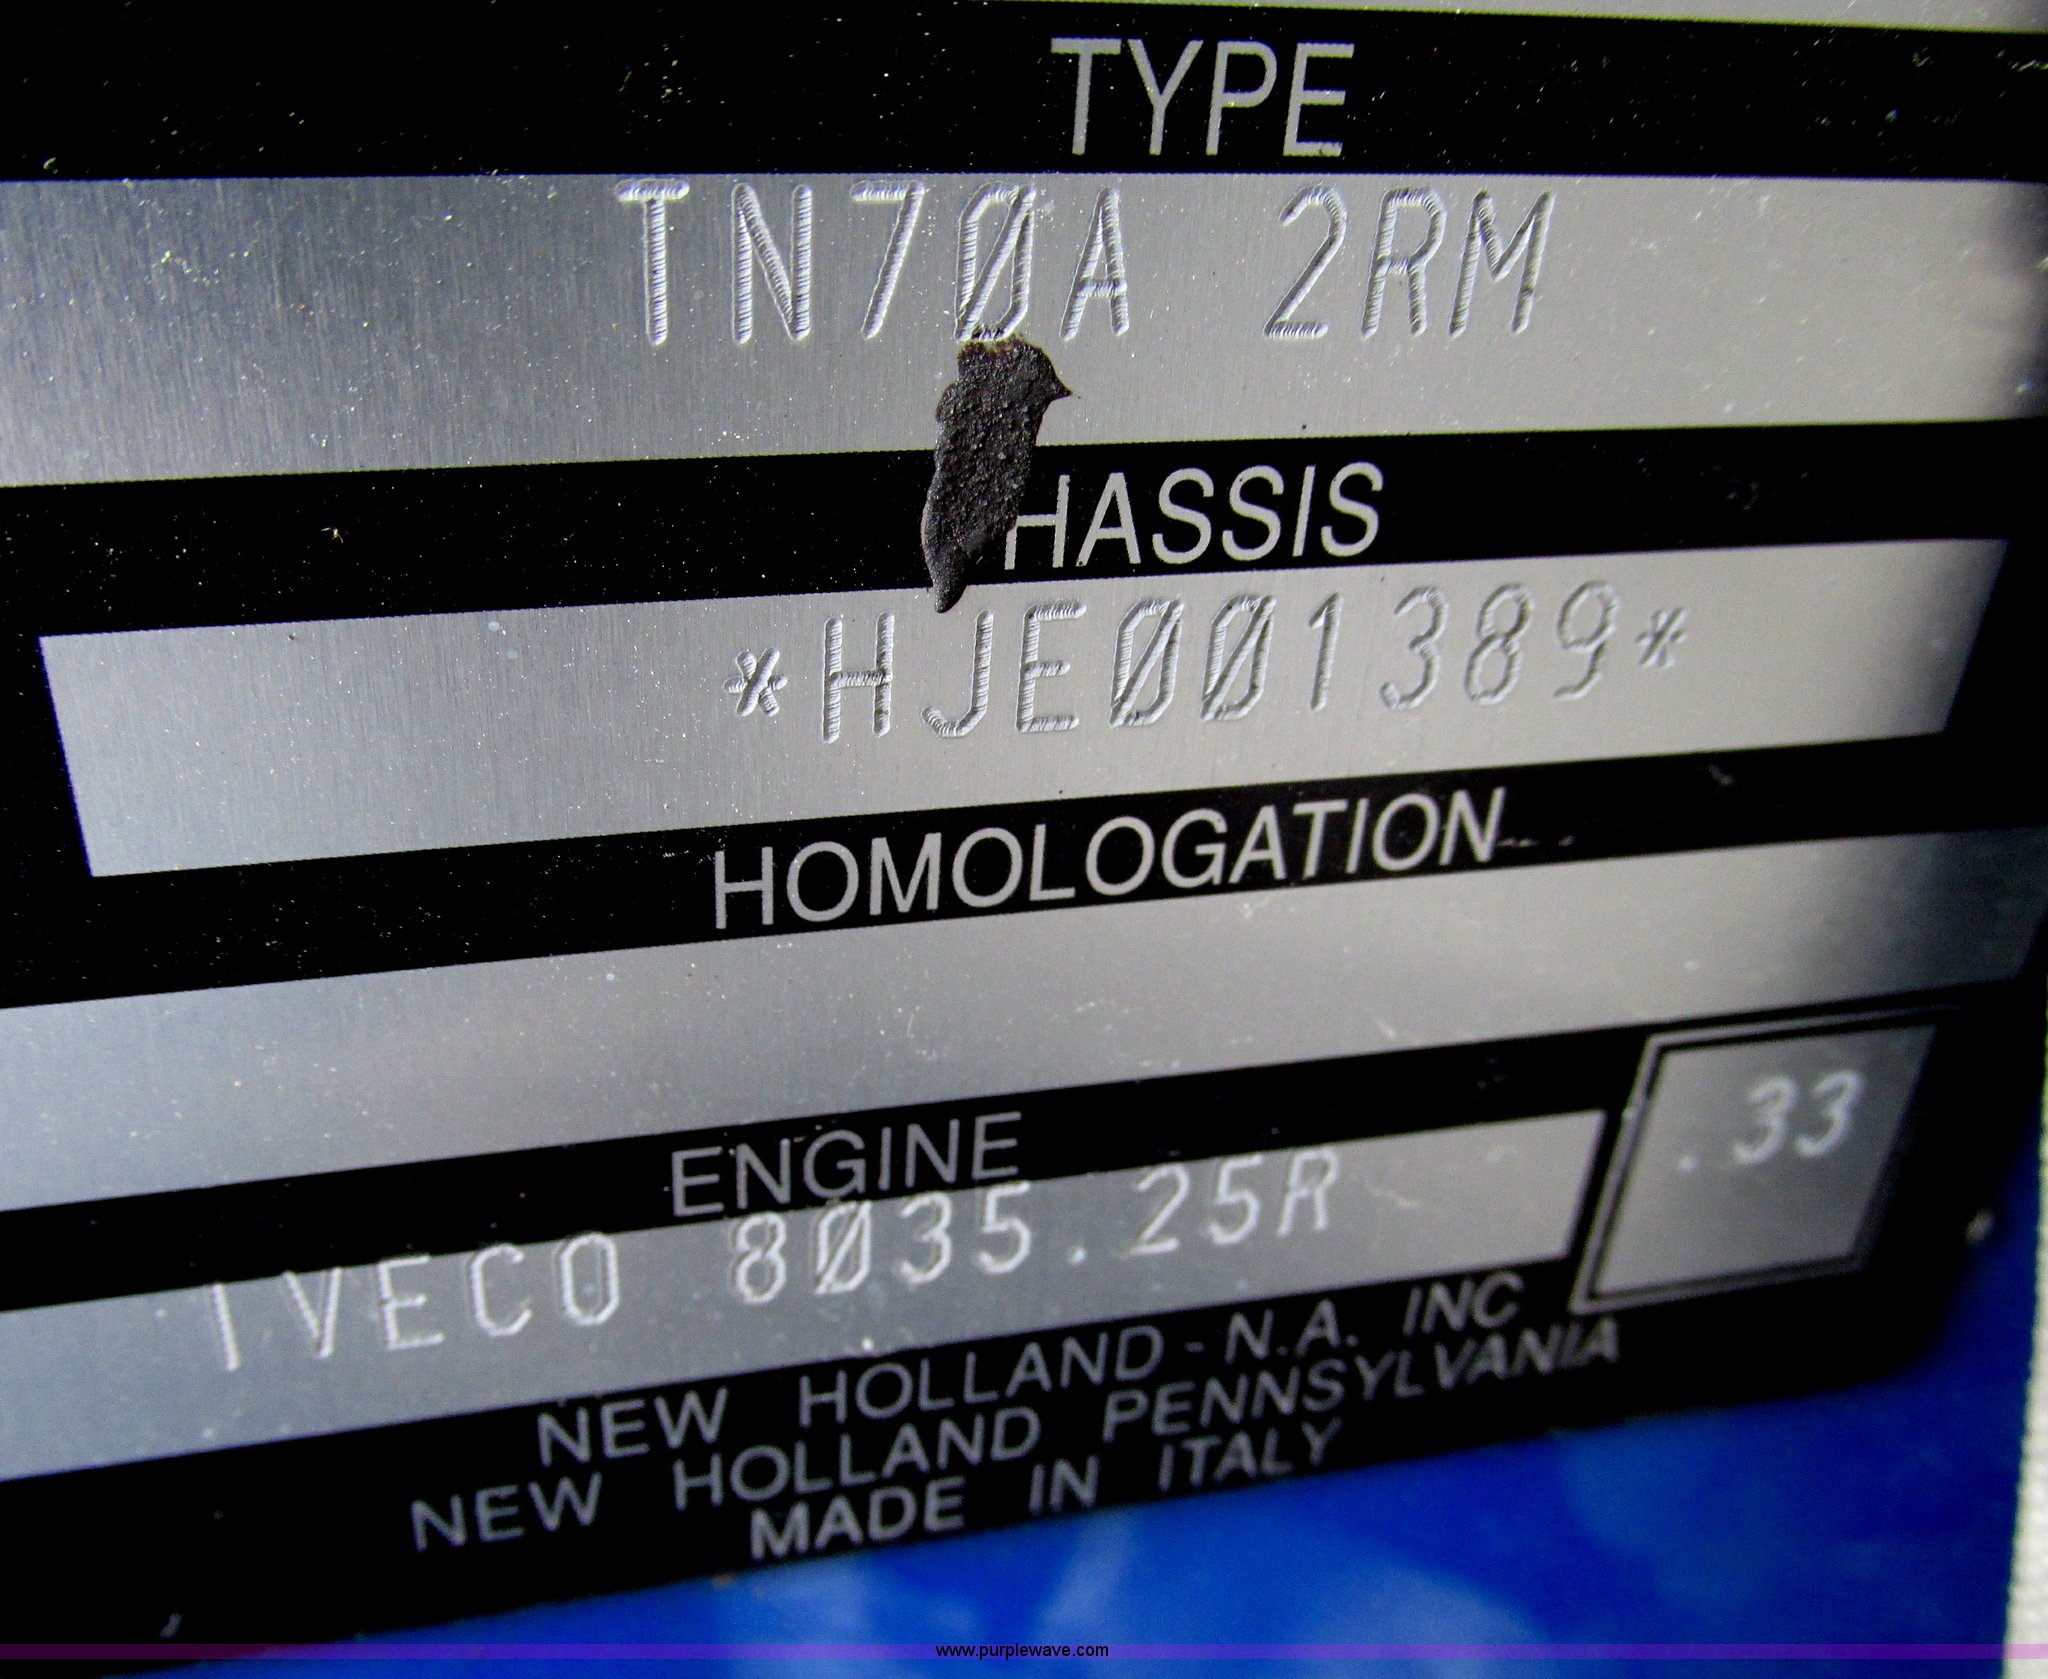 TYPE
TN70A 2RM
HASSIS
*HJE001389*
HOMOLOGATION
ENGINE
.33
IVECO 8035.25R
NEW HOLLAND - N.A. INC
NEW HOLLAND PENNSYLVANIA
MADE IN ITALY
www.purplewave.com